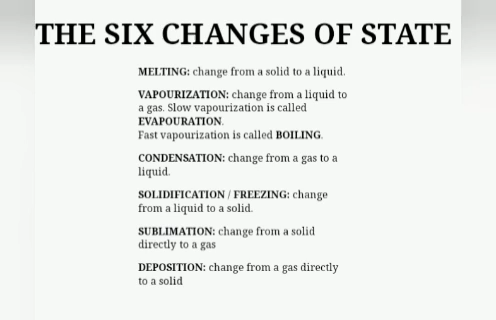 THE SIX CHANGES OF STATE
MELTING: change from a solid to a liquid.
VAPOURIZATION: change from a liquid to
a gas. Slow vapourization is called
EVAPOURATION.
Fast vapourization is called BOILING.
CONDENSATION: change from a gas to a
liquid.
SOLIDIFICATION / FREEZING: change
from a liquid to a solid.
SUBLIMATION: change from a solid
directly to a gas
DEPOSITION: change from a gas directly
to a solid